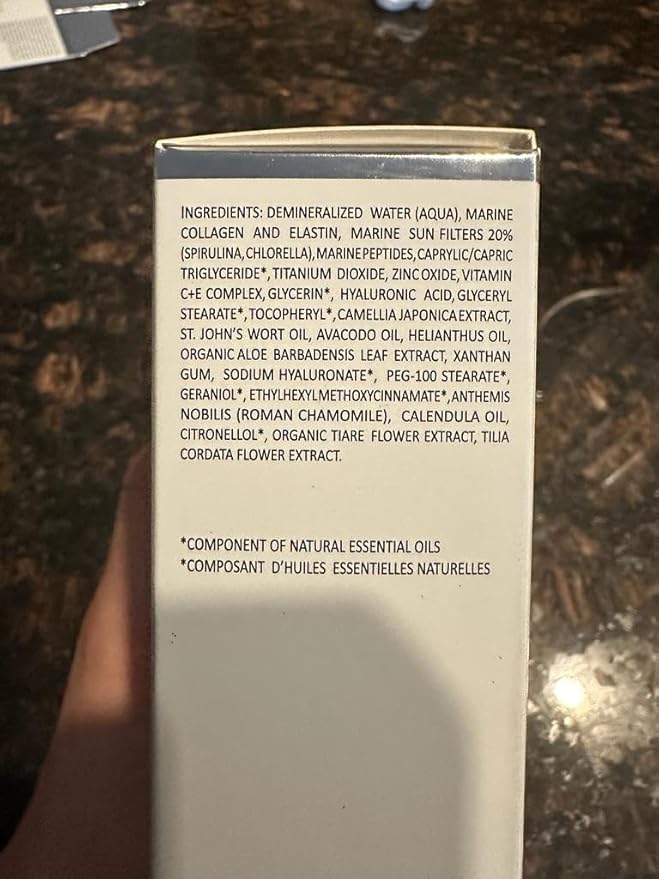 INGREDIENTS: DEMINERALIZED WATER (AQUA), MARINE
COLLAGEN AND ELASTIN, MARINE SUN FILTERS 20%
(SPIRULINA, CHLORELLA), MARINE PEPTIDES, CAPRYLIC/CAPRIC
TRIGLYCERIDE*, TITANIUM DIOXIDE, ZINC OXIDE, VITAMIN
C+E COMPLEX, GLYCERIN*, HYALURONIC ACID, GLYCERYL
STEARATE*, TOCOPHERYL*, CAMELLIA JAPONICA EXTRACT,
ST. JOHN'S WORT OIL, AVACODO OIL, HELIANTHUS OIL,
ORGANIC ALOE BARBADENSIS LEAF EXTRACT, XANTHAN
GUM, SODIUM HYALURONATE*, PEG-100 STEARATE*,
GERANIOL*, ETHYLHEXYLMETHOXYCINNAMATE*, ANTHEMIS
NOBILIS (ROMAN CHAMOMILE), CALENDULA OIL,
CITRONELLOL*, ORGANIC TIARE FLOWER EXTRACT, TILIA
CORDATA FLOWER EXTRACT.
*COMPONENT OF NATURAL ESSENTIAL OILS
*COMPOSANT D'HUILES ESSENTIELLES NATURELLES